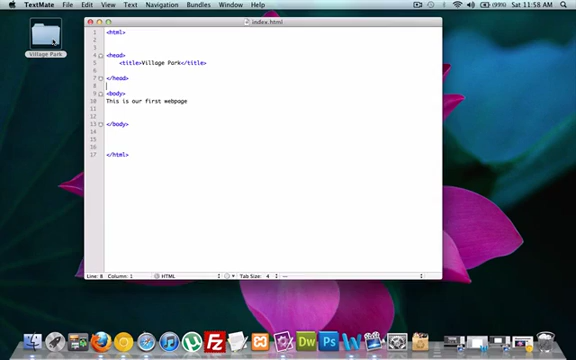 TextMate File Edit View Text Navigation Bundles Window Help (99%) Sat 11:58 AM
index.html
Village Park
1 <html>
2
3
4 <head>
5 <title>Village Park</title>
6
7 </head>
8
9 <body>
10 This is our first webpage
11
12
13 </body>
14
15
16
17 </html>
Line: 8 Column: 1 HTML Tab Size: 4 --
Fz Dw Ps W